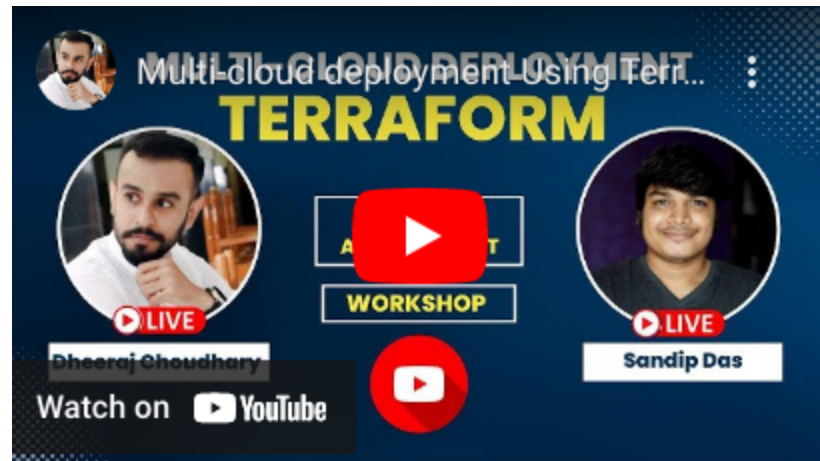 MULTI-CLOUD DEPLOYMENT
Multi-cloud deployment Using Terr...
TERRAFORM
WORKSHOP
LIVE
LIVE
Dheeraj Choudhary
Sandip Das
Watch on YouTube